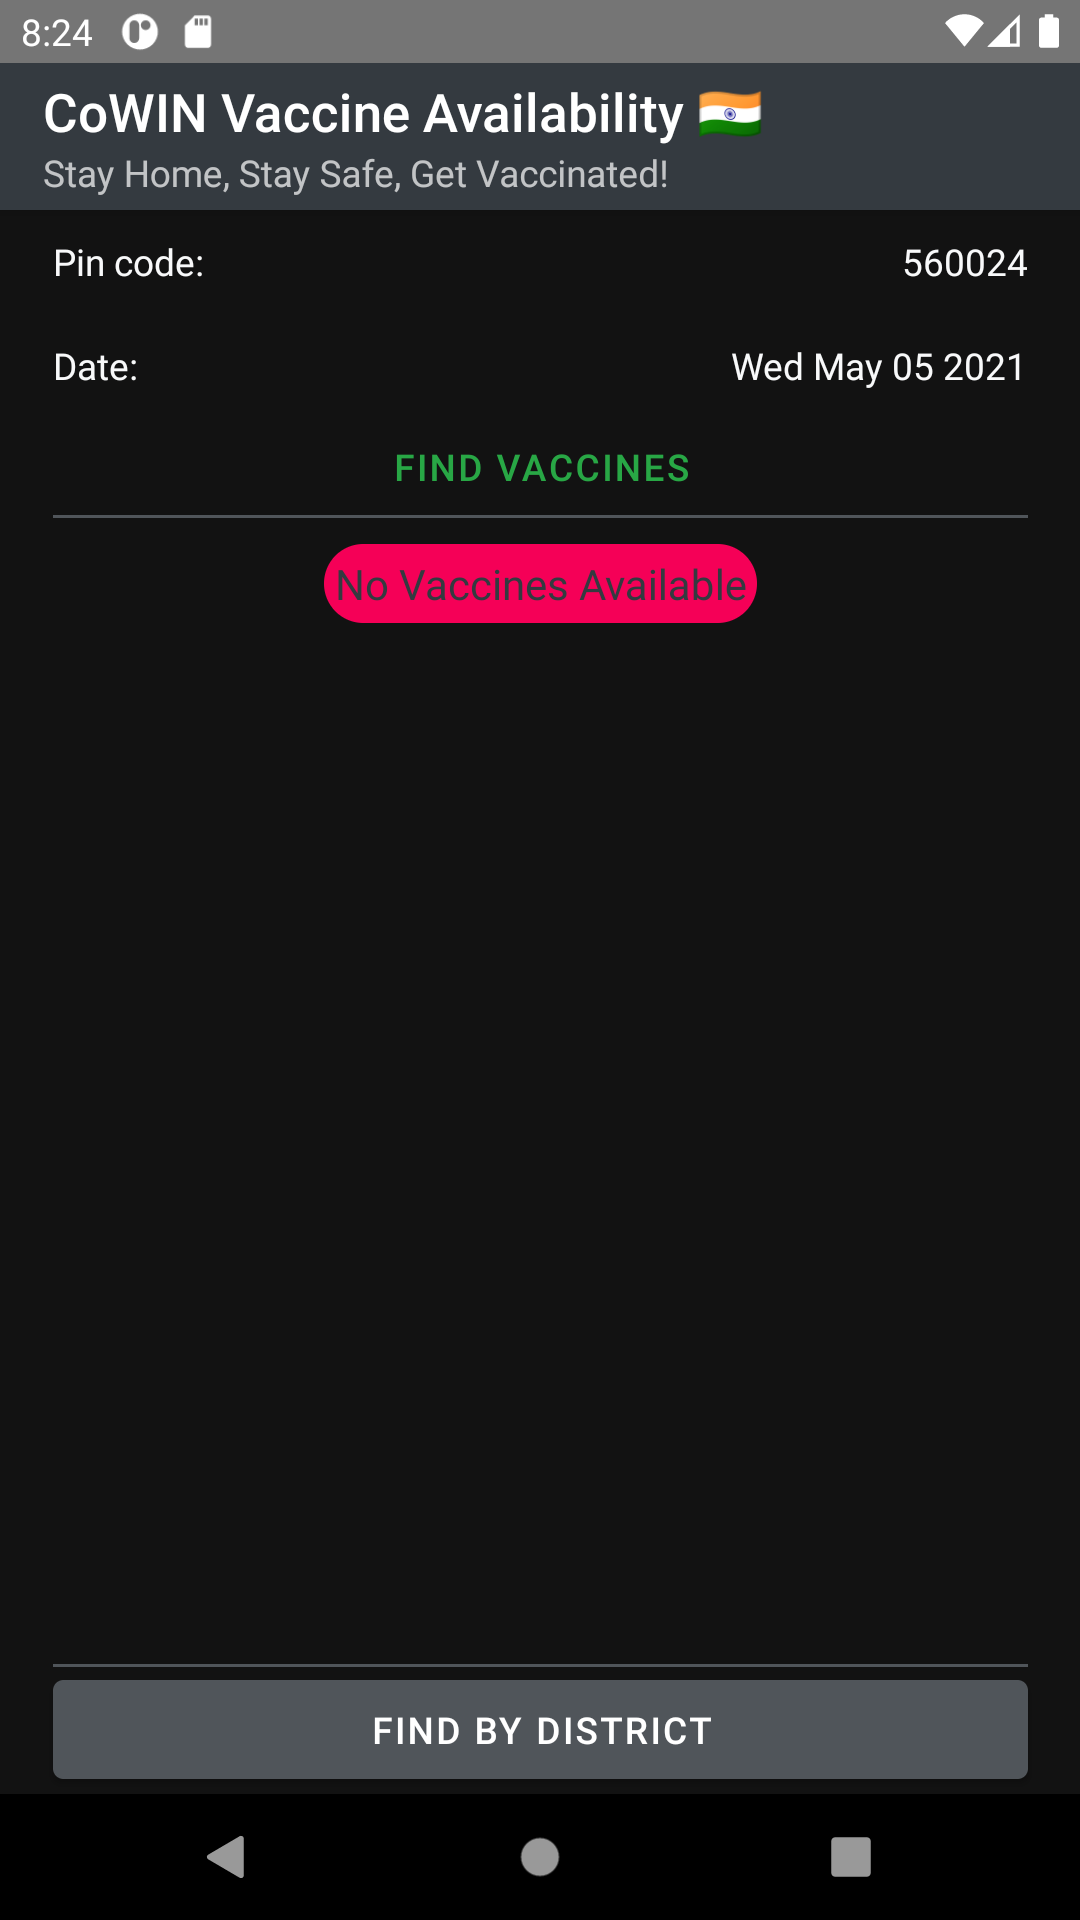 8:24
CoWIN Vaccine Availability 🇮🇳
Stay Home, Stay Safe, Get Vaccinated!
Pin code: 560024
Date: Wed May 05 2021
FIND VACCINES
No Vaccines Available
FIND BY DISTRICT